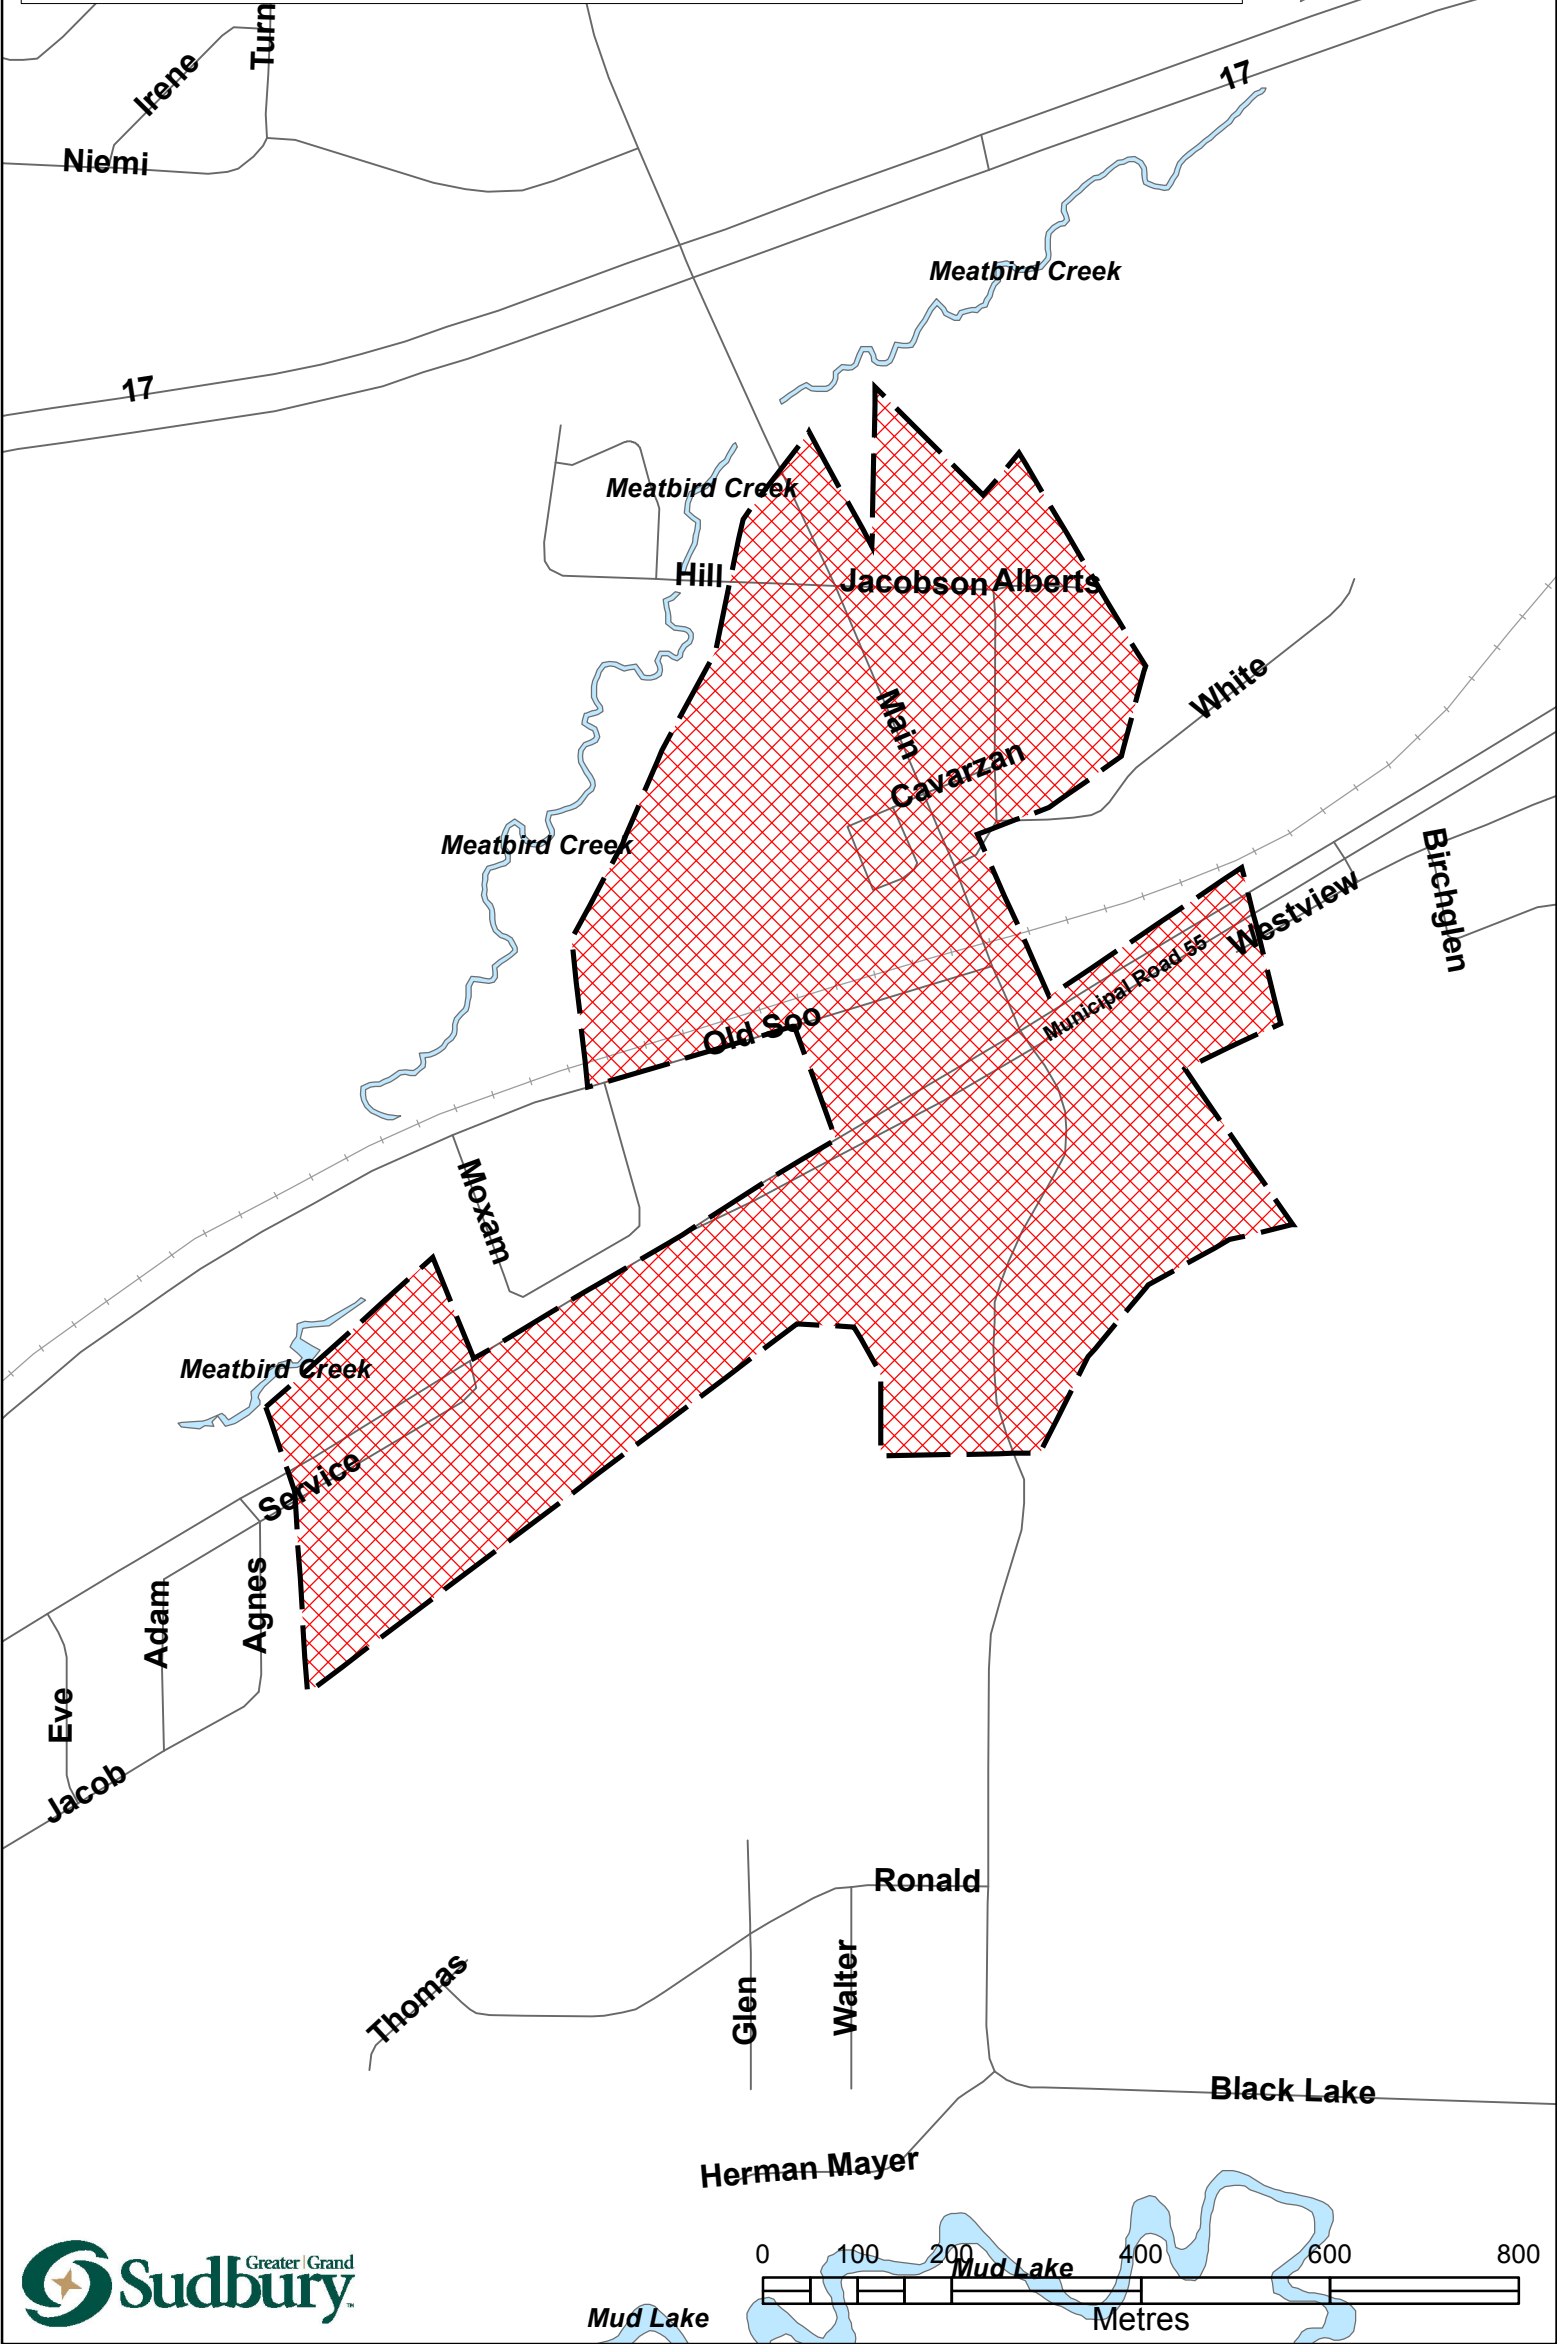 Turn
Irene
17
Niemi
Meatbird Creek
17
Meatbird Creek
Hill
Jacobson
Alberts
White
Main
Cavarzan
Meatbird Creek
Birchglen
Westview
Municipal Road 55
Old Soo
Moxam
Meatbird Creek
Service
Agnes
Adam
Eve
Jacob
Ronald
Thomas
Glen
Walter
Black Lake
Herman Mayer
Greater | Grand
Sudbury
TM
0 100 200 400 600 800
Mud Lake
Metres
Mud Lake